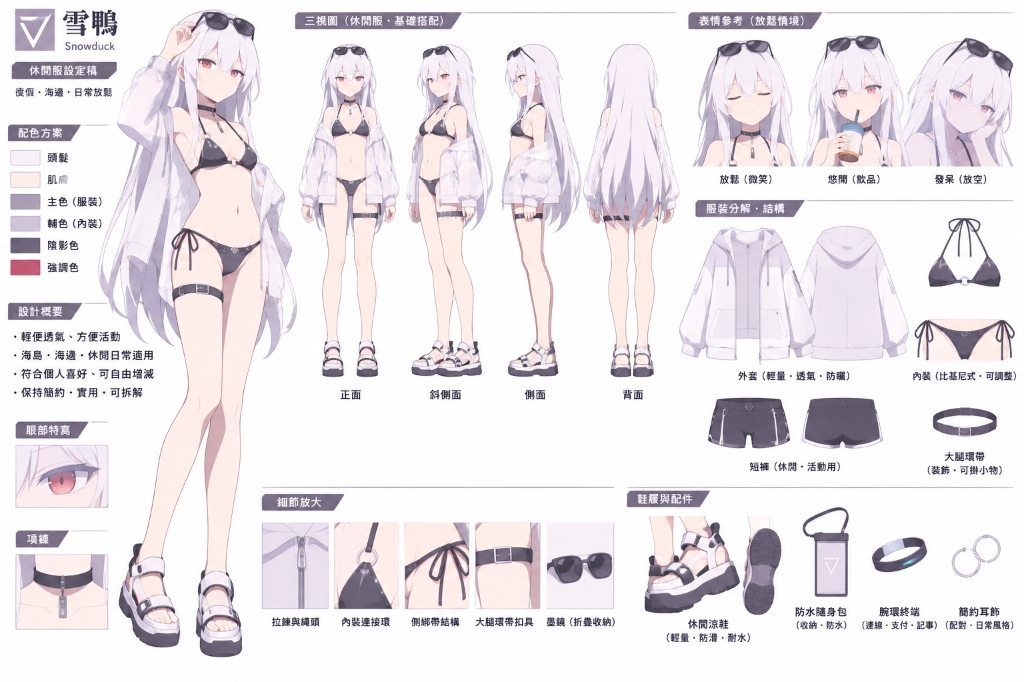 雪鴨
Snowduck
休閒服設定稿
度假・海邊・日常放鬆
配色方案
頭髮
肌膚
主色（服裝）
輔色（內裝）
陰影色
強調色
設計概要
・輕便透氣、方便活動
・海島・海邊・休閒日常適用
・符合個人喜好、可自由增減
・保持簡約・實用・可拆解
眼部特寫
項鍊
三視圖（休閒服・基礎搭配）
正面
斜側面
側面
背面
表情參考（放鬆情境）
放鬆（微笑）
悠閒（飲品）
發呆（放空）
服裝分解・結構
外套（輕量・透氣・防曬）
內裝（比基尼式・可調整）
短褲（休閒・活動用）
大腿環帶
（裝飾・可掛小物）
細節放大
拉鍊與繩頭
內裝連接環
側綁帶結構
大腿環帶扣具
墨鏡（折疊收納）
鞋履與配件
休閒涼鞋
（輕量・防滑・耐水）
防水隨身包
（收納・防水）
腕環終端
（連線・支付・記事）
簡約耳飾
（配對・日常風格）